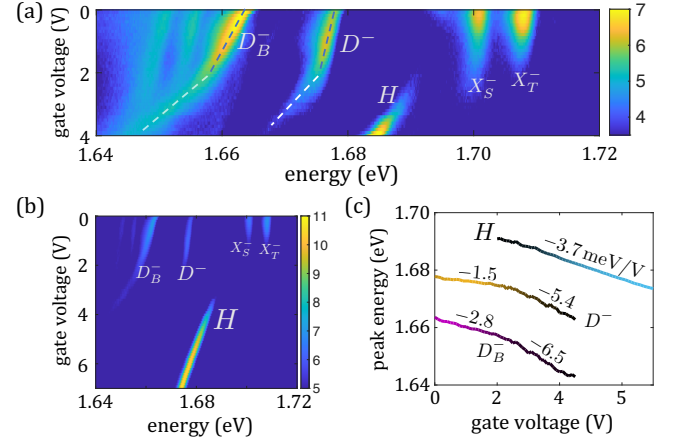 (a)
gate voltage (V)
0
2
4
D_B^-
D^-
H
X_S^-
X_T^-
7
6
5
4
1.64
1.66
1.68
1.70
1.72
energy (eV)
(b)
gate voltage (V)
0
2
4
6
D_B^-
D^-
X_S^-
X_T^-
H
11
10
9
8
7
6
5
1.64
1.68
1.72
energy (eV)
(c)
peak energy (eV)
1.70
1.68
1.66
1.64
H
−3.7 meV/V
−1.5
−5.4
D^-
−2.8
D_B^-
−6.5
0
2
5
gate voltage (V)